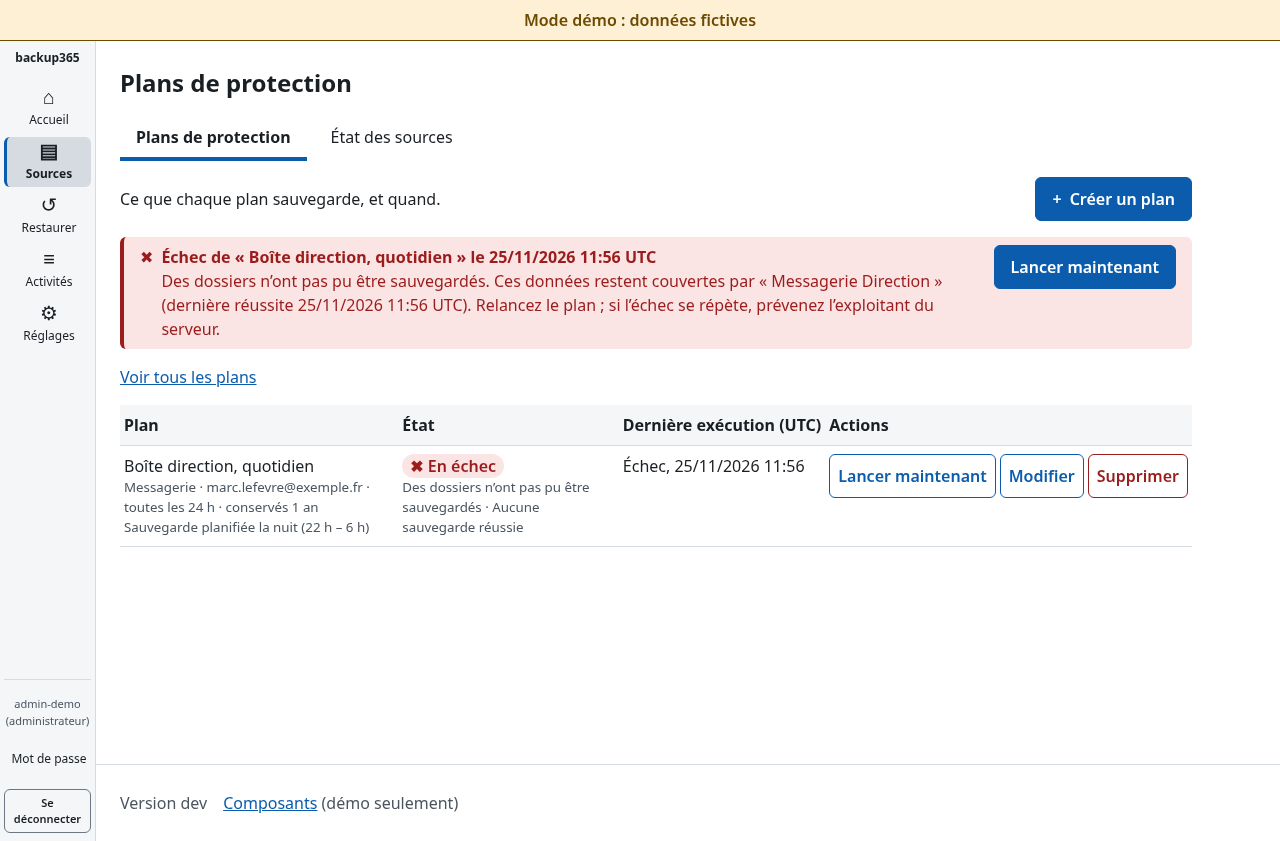 Mode démo : données fictives
backup365
Accueil
Sources
Restaurer
Activités
Réglages
admin-demo
(administrateur)
Mot de passe
Se
déconnecter
Plans de protection
Plans de protection
État des sources
Ce que chaque plan sauvegarde, et quand.
+ Créer un plan
✖ Échec de « Boîte direction, quotidien » le 25/11/2026 11:56 UTC
Des dossiers n’ont pas pu être sauvegardés. Ces données restent couvertes par « Messagerie Direction »
(dernière réussite 25/11/2026 11:56 UTC). Relancez le plan ; si l’échec se répète, prévenez l’exploitant du
serveur.
Lancer maintenant
Voir tous les plans
Plan État Dernière exécution (UTC) Actions
Boîte direction, quotidien
Messagerie · marc.lefevre@exemple.fr ·
toutes les 24 h · conservés 1 an
Sauvegarde planifiée la nuit (22 h – 6 h)
✖ En échec
Des dossiers n’ont pas pu être
sauvegardés · Aucune
sauvegarde réussie
Échec, 25/11/2026 11:56
Lancer maintenant
Modifier
Supprimer
Version dev Composants (démo seulement)